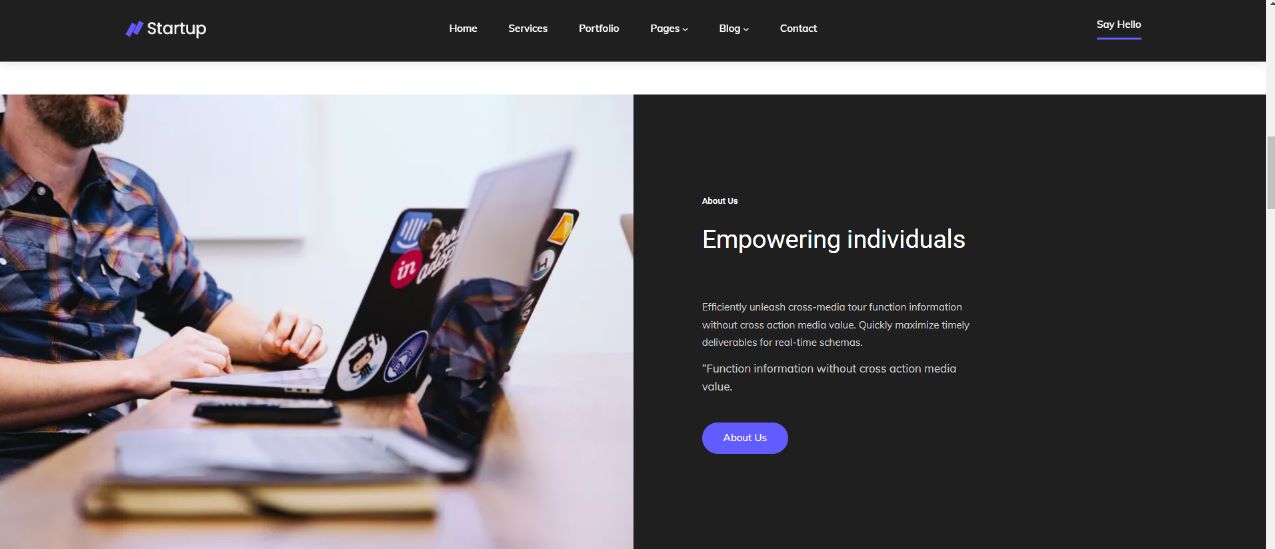 Startup
Home
Services
Portfolio
Pages
Blog
Contact
Say Hello
in
About Us
Empowering individuals
Efficiently unleash cross-media tour function information
without cross action media value. Quickly maximize timely
deliverables for real-time schemas.
"Function information without cross action media
value.
About Us